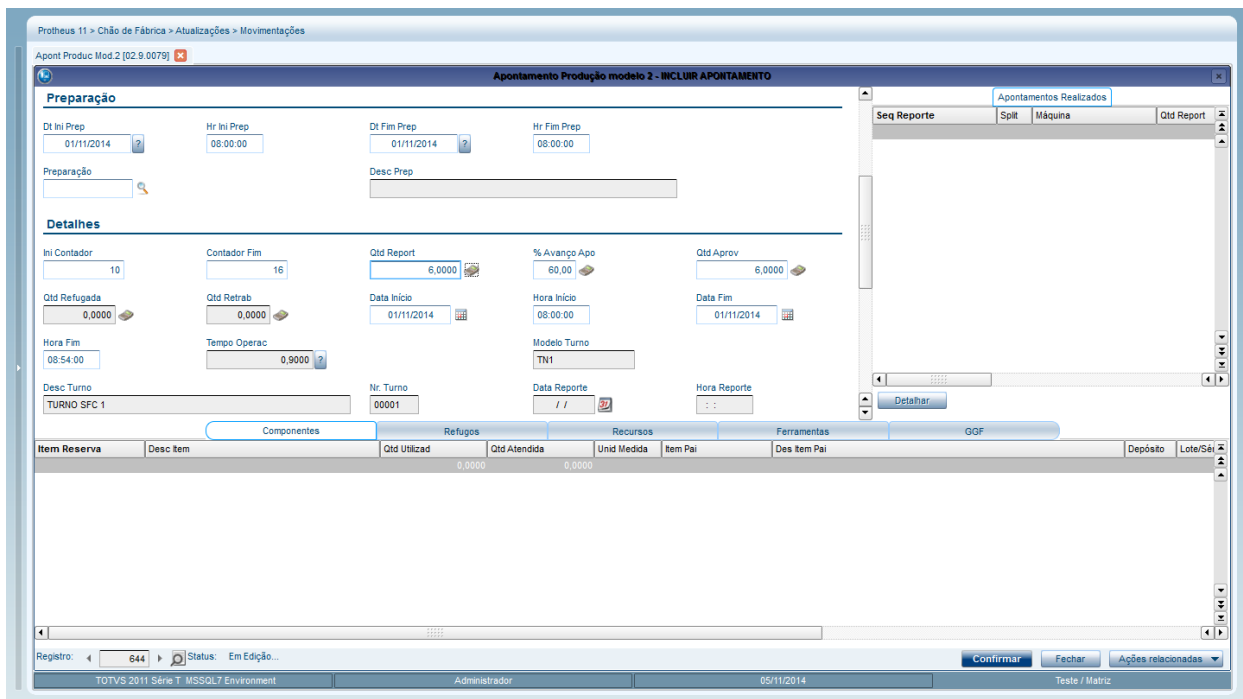 Protheus 11 > Chão de Fábrica > Atualizações > Movimentações
Apont Produc Mod.2 [02.9.0079]
Apontamento Produção modelo 2 - INCLUIR APONTAMENTO
Preparação
Dt Ini Prep Hr Ini Prep Dt Fim Prep Hr Fim Prep
01/11/2014 ? 08:00:00 01/11/2014 ? 08:00:00
Preparação Desc Prep
Detalhes
Ini Contador Contador Fim Qtd Report % Avanço Apo Qtd Aprov
10 16 6,0000 60,00 6,0000
Qtd Refugada Qtd Retrab Data Início Hora Início Data Fim
0,0000 0,0000 01/11/2014 08:00:00 01/11/2014
Hora Fim Tempo Operac Modelo Turno
08:54:00 0,9000 ? TN1
Desc Turno Nr. Turno Data Reporte Hora Reporte
TURNO SFC 1 00001 / / 31 : :
Apontamentos Realizados
Seq Reporte Split Máquina Qtd Report
Detalhar
Componentes Refugos Recursos Ferramentas GGF
Item Reserva Desc Item Qtd Utilizad Qtd Atendida Unid Medida Item Pai Des Item Pai Depósito Lote/Sér
0,0000 0,0000
Registro: 644 Status: Em Edição... Confirmar Fechar Ações relacionadas
TOTVS 2011 Série T MSSQL7 Environment Administrador 05/11/2014 Teste / Matriz